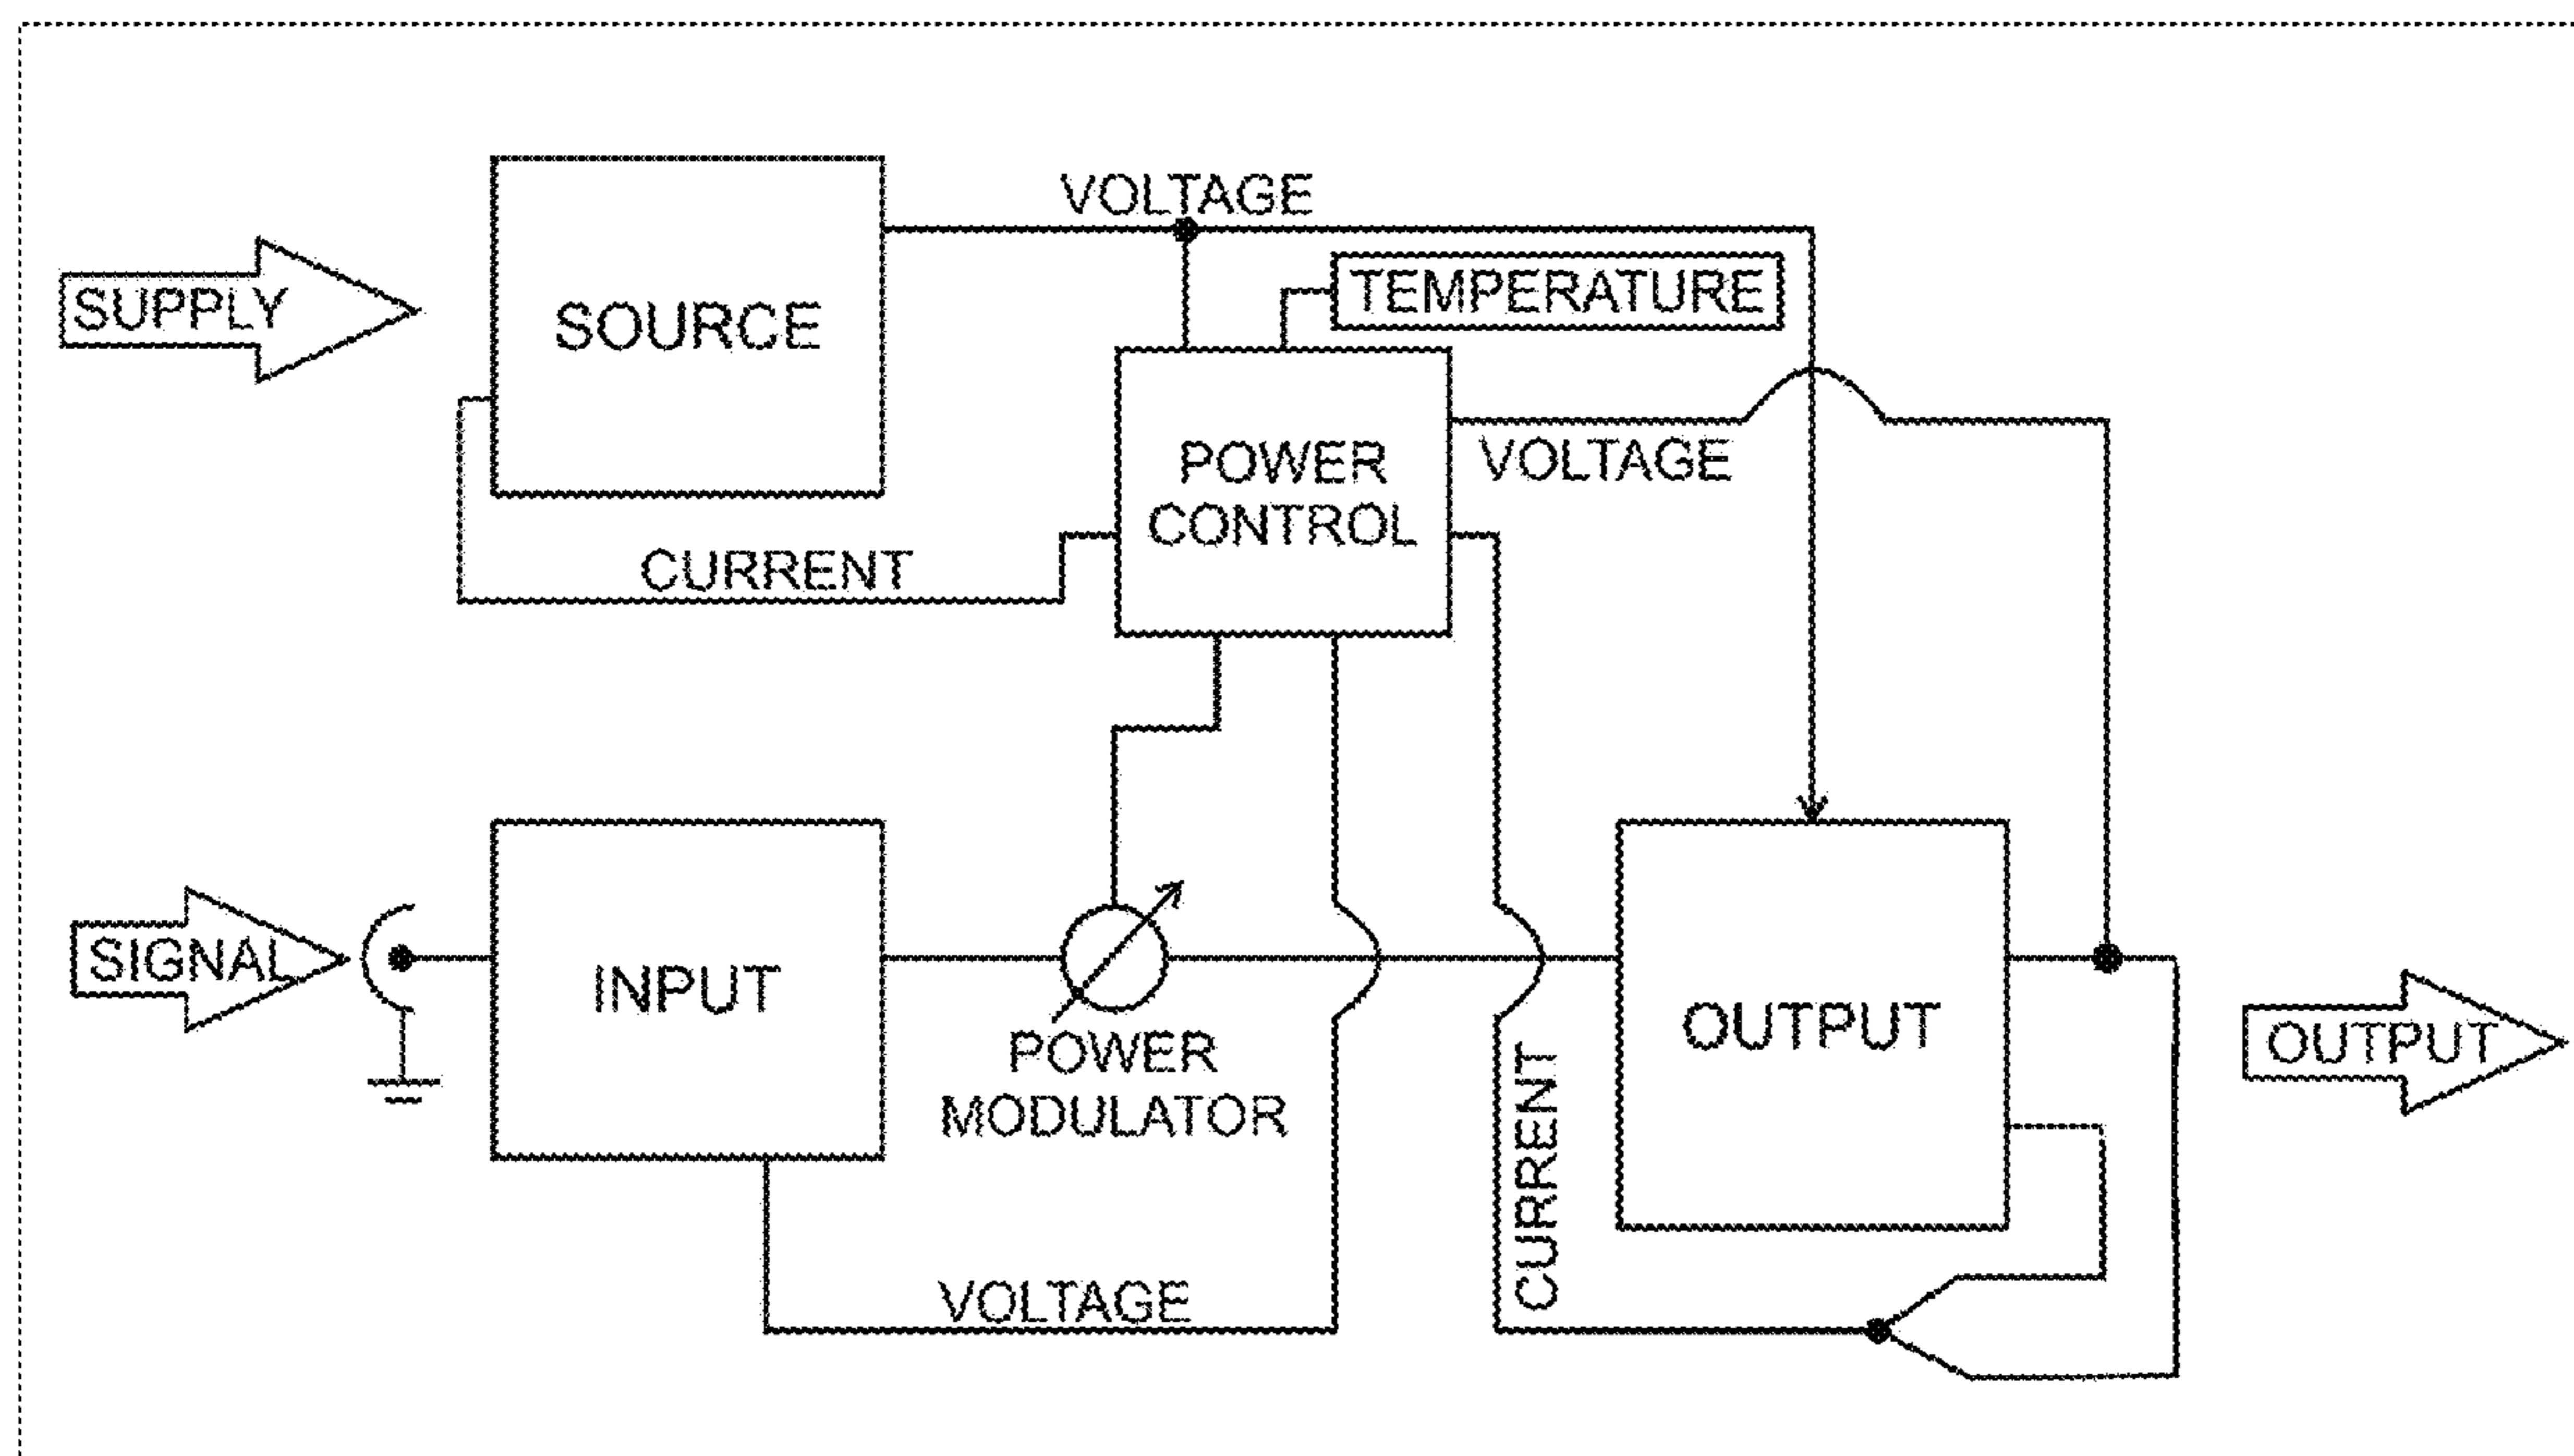 VOLTAGE
TEMPERATURE
SUPPLY
SOURCE
POWER
CONTROL
VOLTAGE
CURRENT
SIGNAL
INPUT
POWER
MODULATOR
OUTPUT
OUTPUT
CURRENT
VOLTAGE